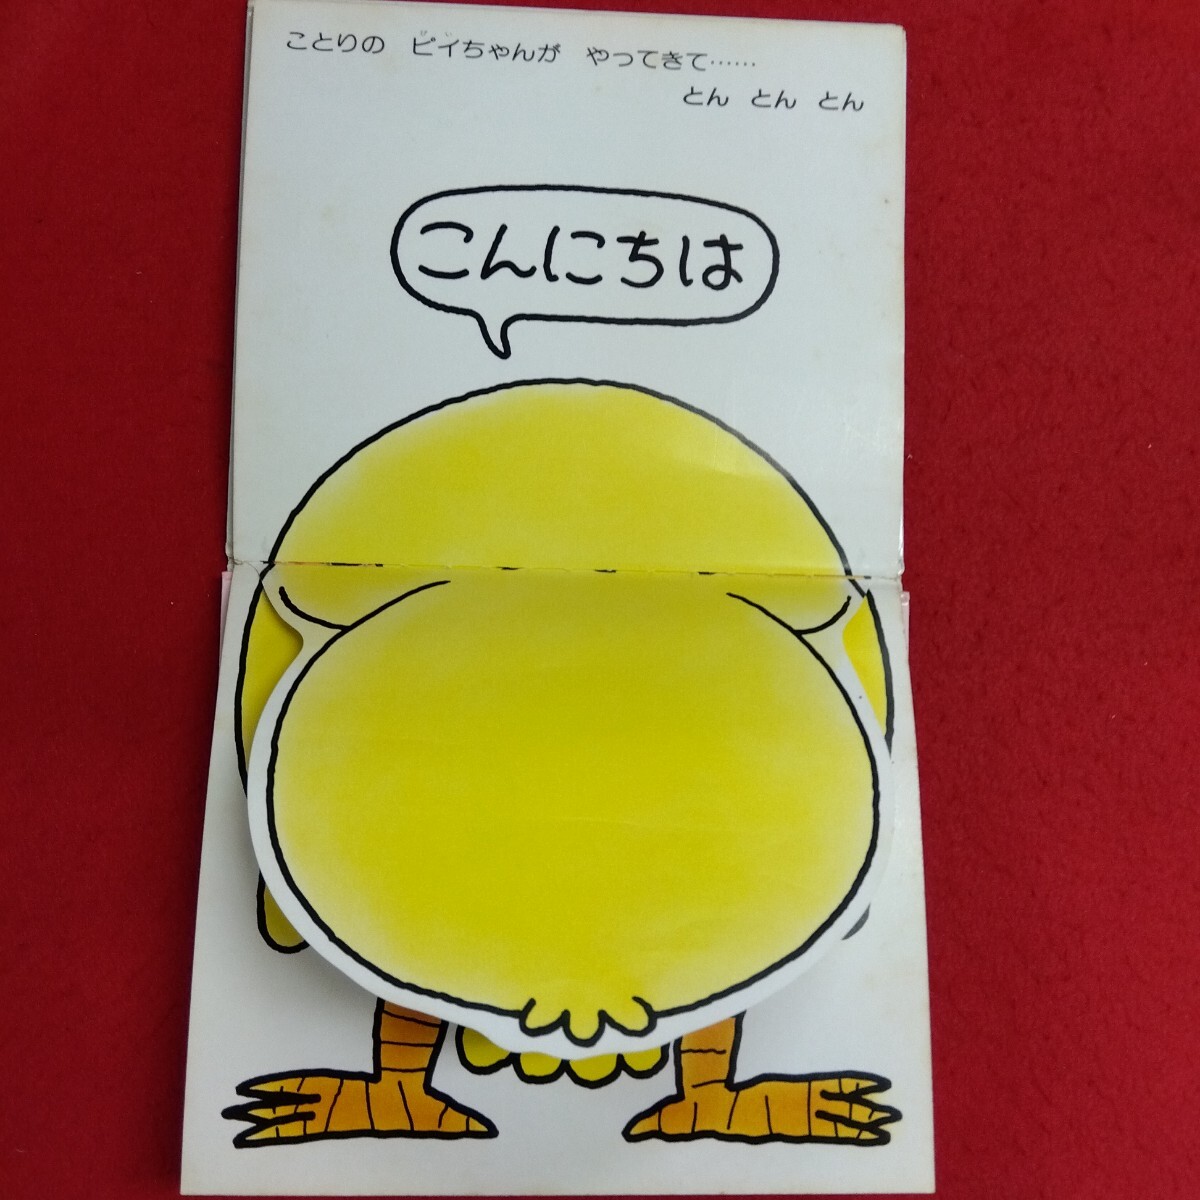 ことりの ピイちゃんが やってきて……
とん とん とん
こんにちは